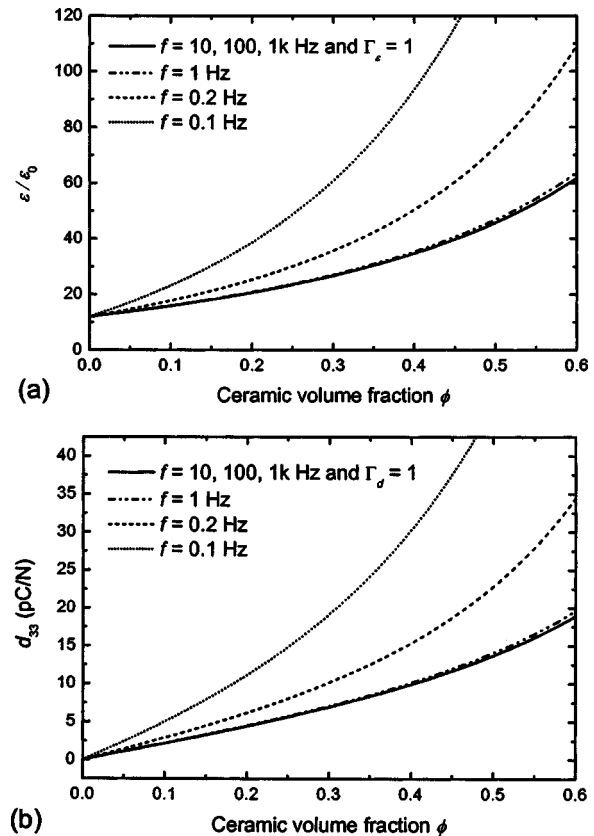 120
100
80
60
40
20
0
ε/ε₀
f = 10, 100, 1k Hz and Γε = 1
f = 1 Hz
f = 0.2 Hz
f = 0.1 Hz
0.0 0.1 0.2 0.3 0.4 0.5 0.6
(a)
Ceramic volume fraction ϕ
40
35
30
25
20
15
10
5
0
d₃₃ (pC/N)
f = 10, 100, 1k Hz and Γd = 1
f = 1 Hz
f = 0.2 Hz
f = 0.1 Hz
0.0 0.1 0.2 0.3 0.4 0.5 0.6
(b)
Ceramic volume fraction ϕ